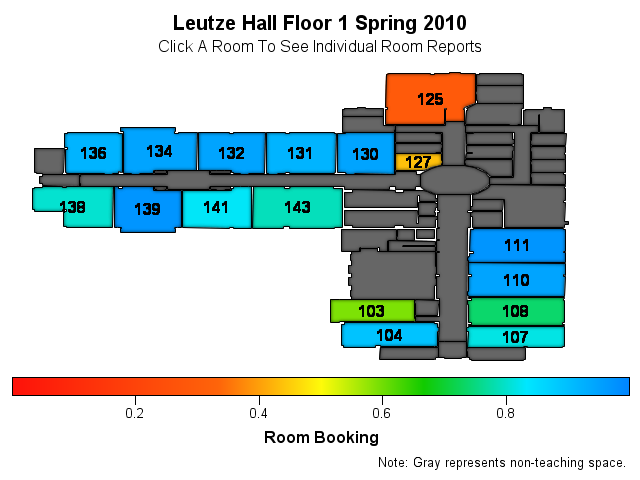 Leutze Hall Floor 1 Spring 2010
Click A Room To See Individual Room Reports
125
136 134 132 131 130 127
138 139 141 143
111
110
103 108
104 107
0.2 0.4 0.6 0.8
Room Booking
Note: Gray represents non-teaching space.